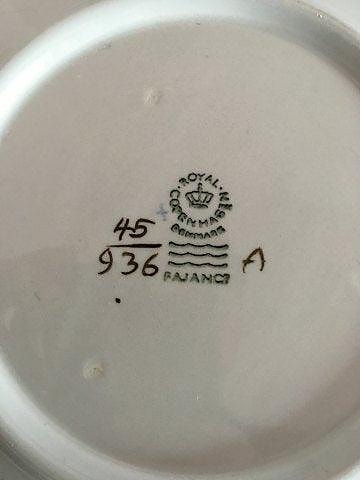 ROYAL
COPENHAGEN
DENMARK
45
936
A
FAJANCE